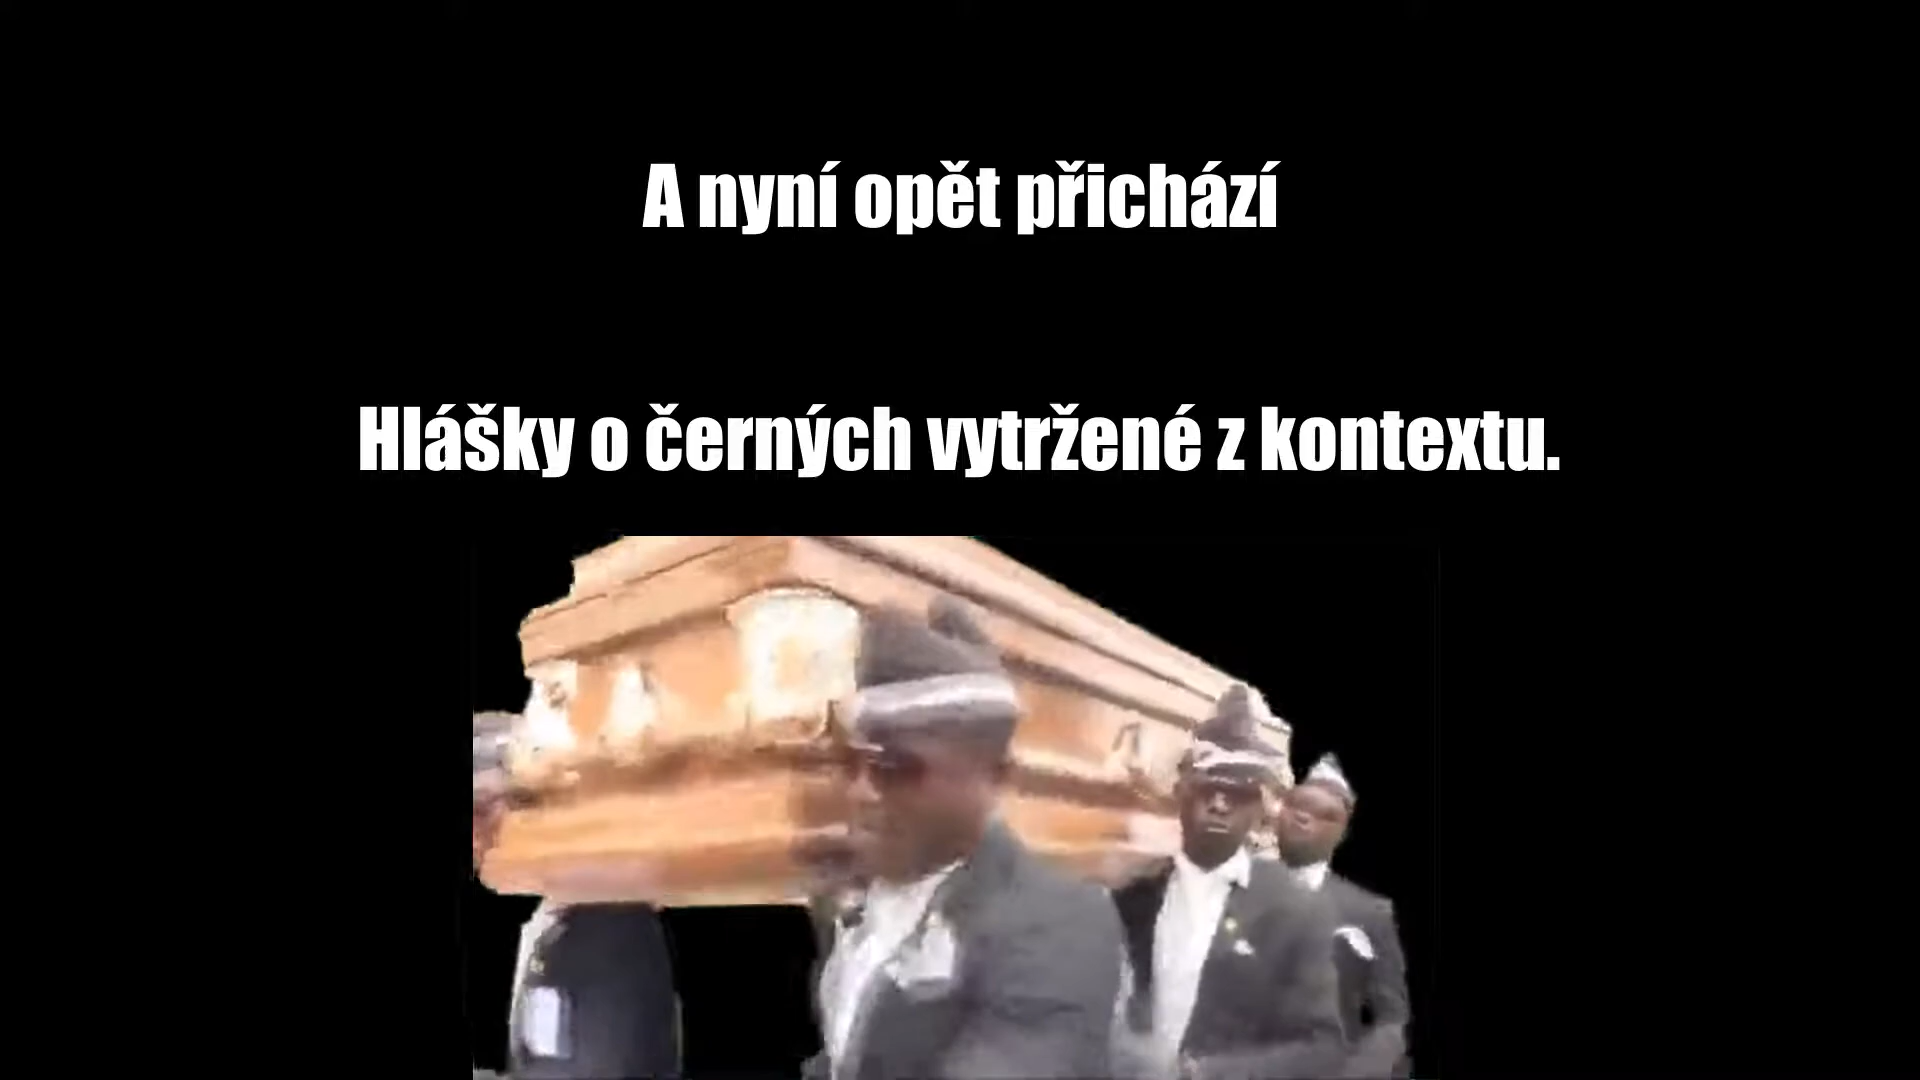 A nyní opět přichází
Hlášky o černých vytržené z kontextu.